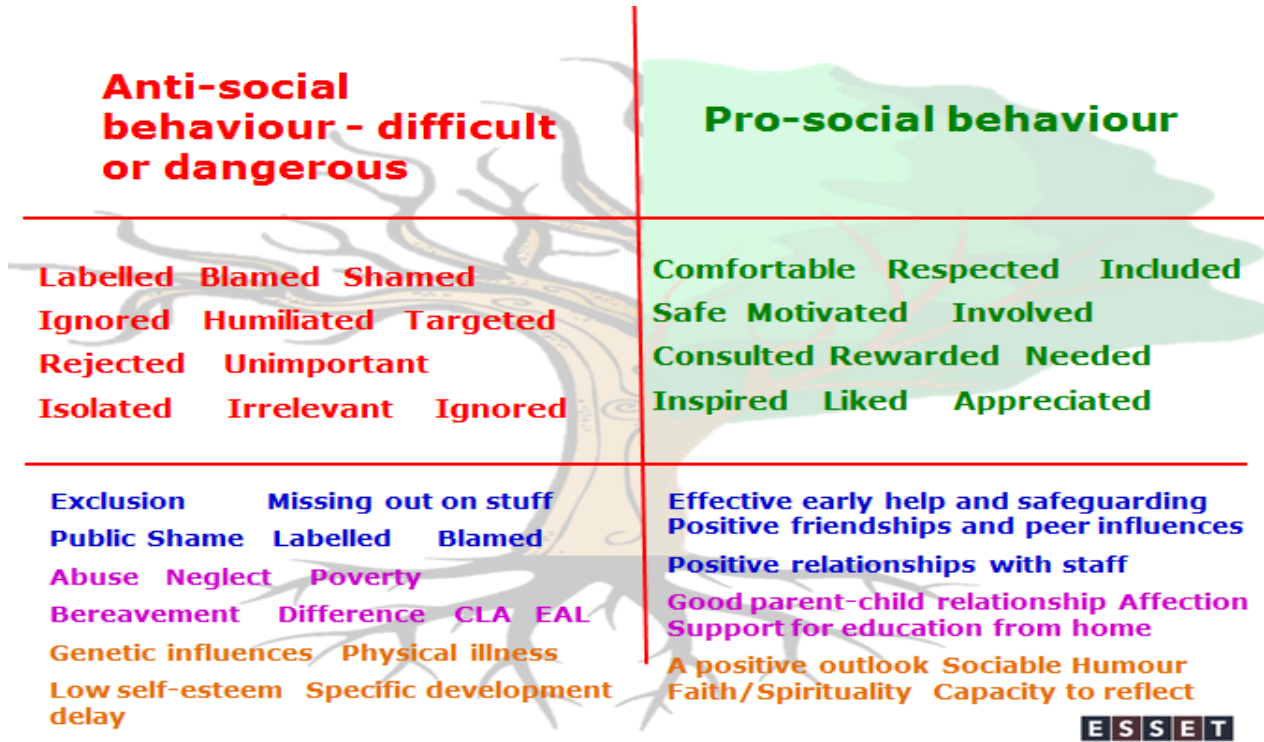 Anti-social
behaviour - difficult
or dangerous
Pro-social behaviour
Labelled Blamed Shamed
Ignored Humiliated Targeted
Rejected Unimportant
Isolated Irrelevant Ignored
Comfortable Respected Included
Safe Motivated Involved
Consulted Rewarded Needed
Inspired Liked Appreciated
Exclusion Missing out on stuff
Public Shame Labelled Blamed
Abuse Neglect Poverty
Bereavement Difference CLA EAL
Genetic influences Physical illness
Low self-esteem Specific development
delay
Effective early help and safeguarding
Positive friendships and peer influences
Positive relationships with staff
Good parent-child relationship Affection
Support for education from home
A positive outlook Sociable Humour
Faith/Spirituality Capacity to reflect
ESSET